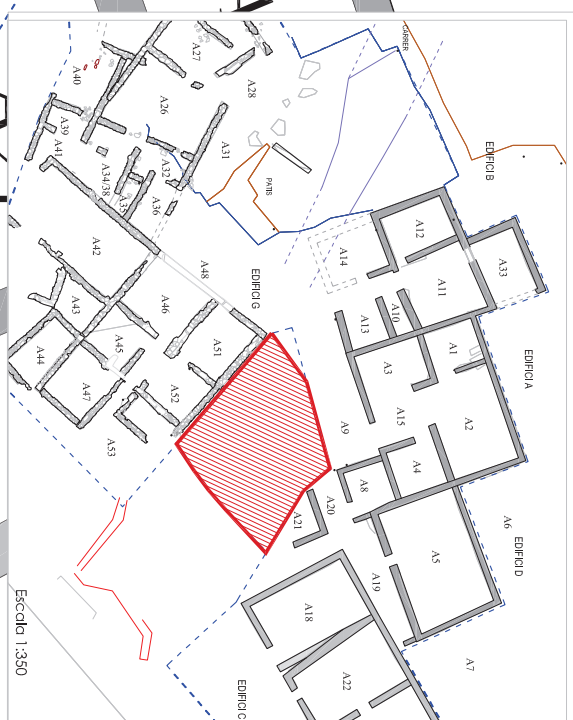 A27
A40
A28
A26
A39
A41
A31
A32
A34/38
A35
A36
CARRER
EDIFICI B
PATIS
A12
A33
A14
A11
A42
A48
EDIFICI G
A43
A46
A10
A13
A45
A51
A1
EDIFICI A
A44
A47
A52
A3
A15
A2
A53
A9
A4
A8
A20
A21
A6
EDIFICI D
A5
A19
A18
A7
A22
EDIFICI C
Escala 1:350